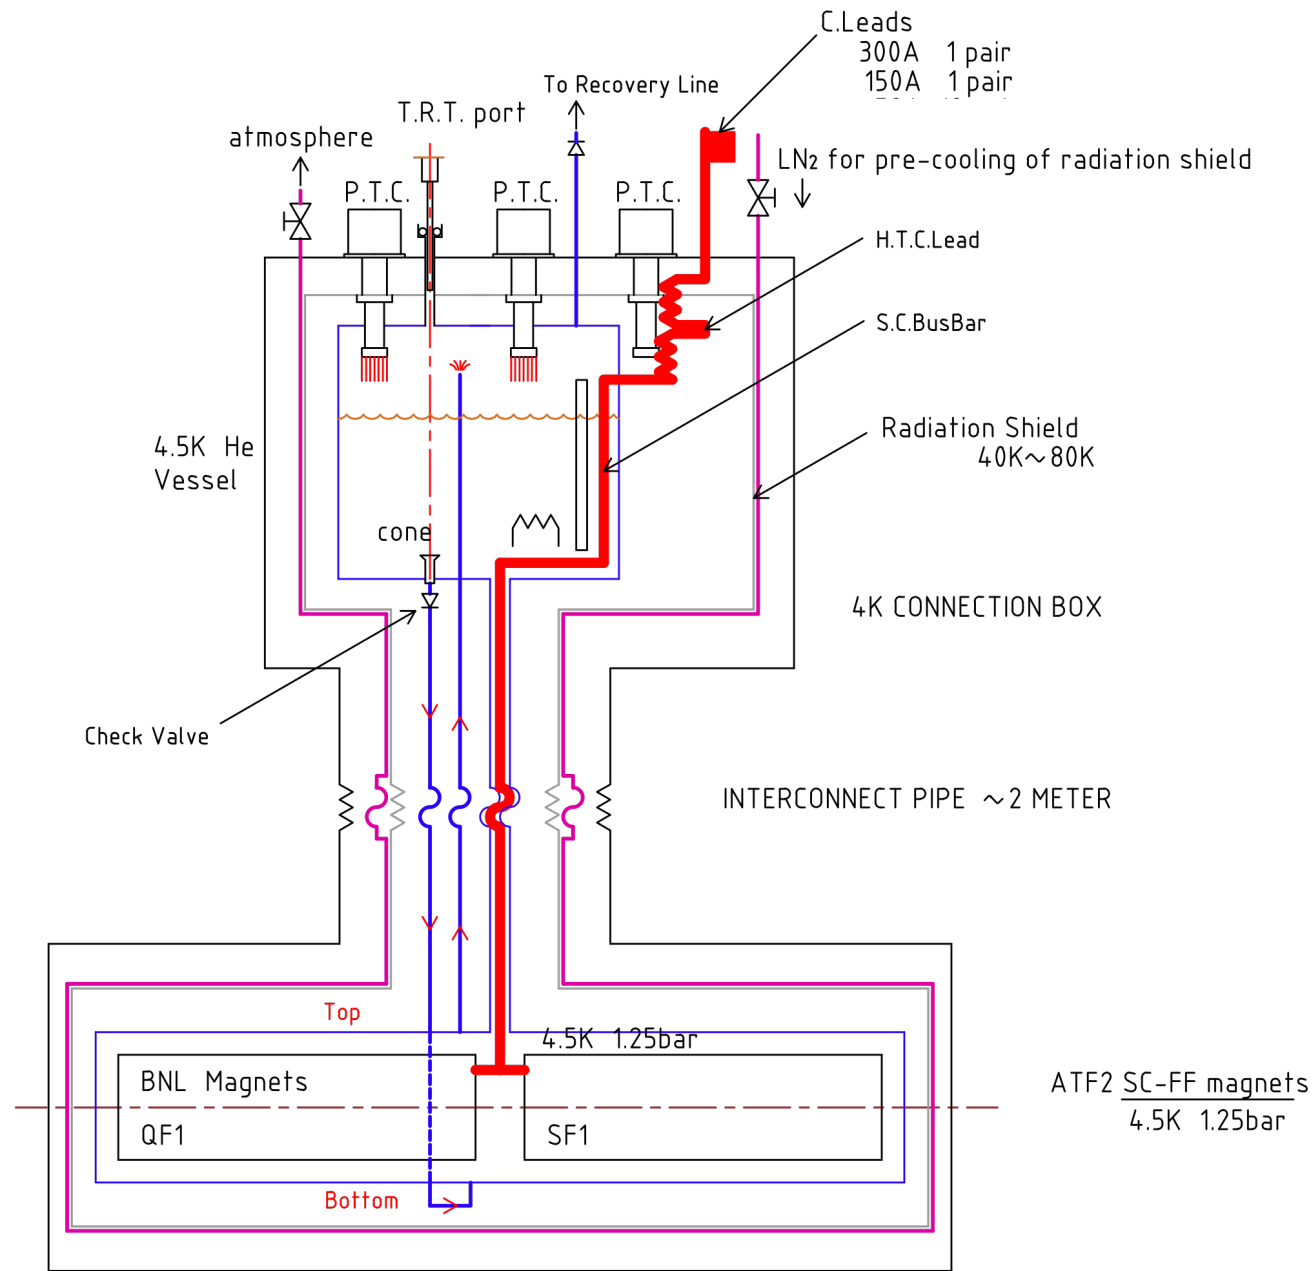 C.Leads
300A 1 pair
150A 1 pair
To Recovery Line
T.R.T. port
atmosphere
LN₂ for pre-cooling of radiation shield
P.T.C.
P.T.C.
P.T.C.
H.T.C.Lead
S.C.BusBar
Radiation Shield
40K~80K
4.5K He
Vessel
cone
4K CONNECTION BOX
Check Valve
INTERCONNECT PIPE ~2 METER
Top
4.5K 1.25bar
BNL Magnets
QF1
SF1
ATF2 SC-FF magnets
4.5K 1.25bar
Bottom